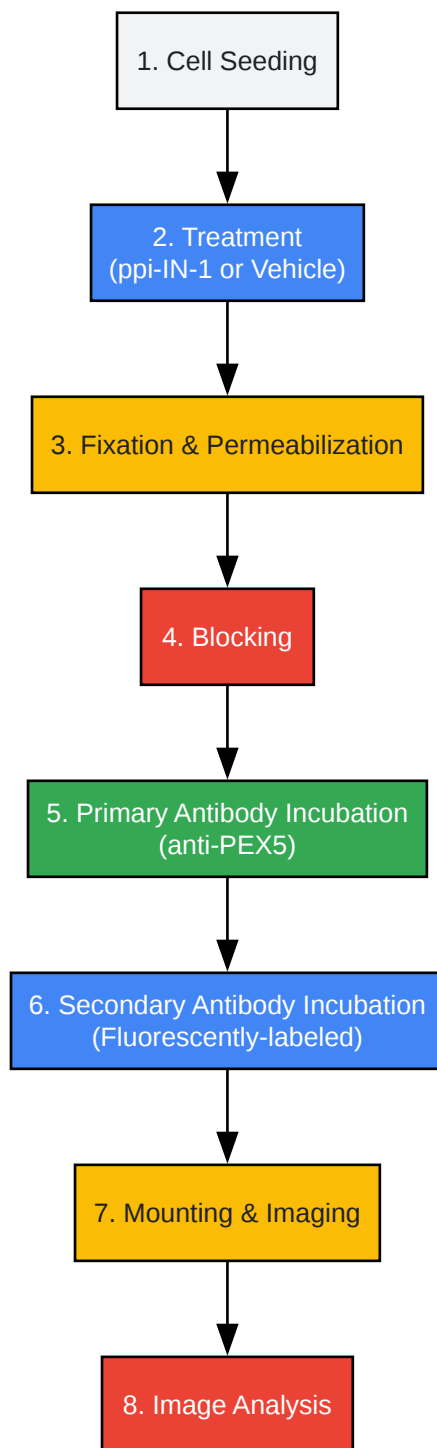 1. Cell Seeding
2. Treatment
(ppi-IN-1 or Vehicle)
3. Fixation & Permeabilization
4. Blocking
5. Primary Antibody Incubation
(anti-PEX5)
6. Secondary Antibody Incubation
(Fluorescently-labeled)
7. Mounting & Imaging
8. Image Analysis